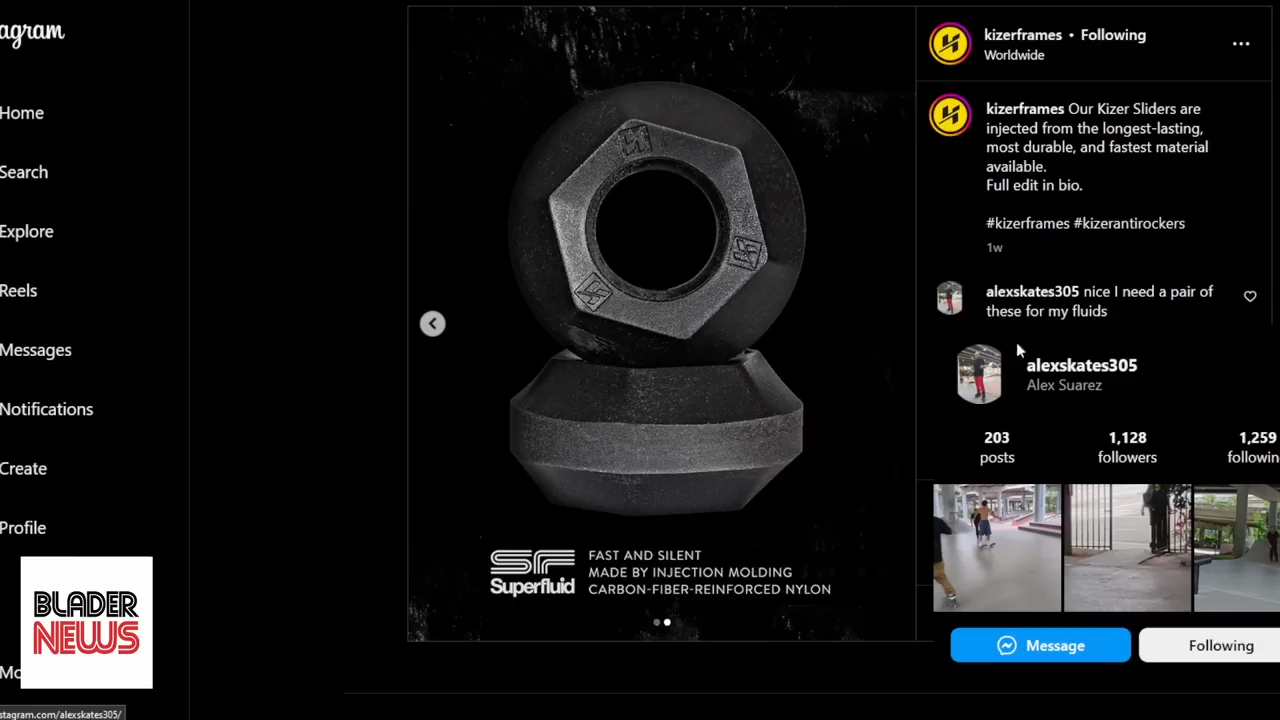 agram
Home
Search
Explore
Reels
Messages
Notifications
Create
Profile
Mo
BLADER
NEWS
stagram.com/alexskates305/
SF
Superfluid
FAST AND SILENT
MADE BY INJECTION MOLDING
CARBON-FIBER-REINFORCED NYLON
kizerframes • Following
Worldwide
kizerframes Our Kizer Sliders are
injected from the longest-lasting,
most durable, and fastest material
available.
Full edit in bio.
#kizerframes #kizerantirockers
1w
alexskates305 nice I need a pair of
these for my fluids
alexskates305
Alex Suarez
203 1,128 1,259
posts followers followin
Message Following